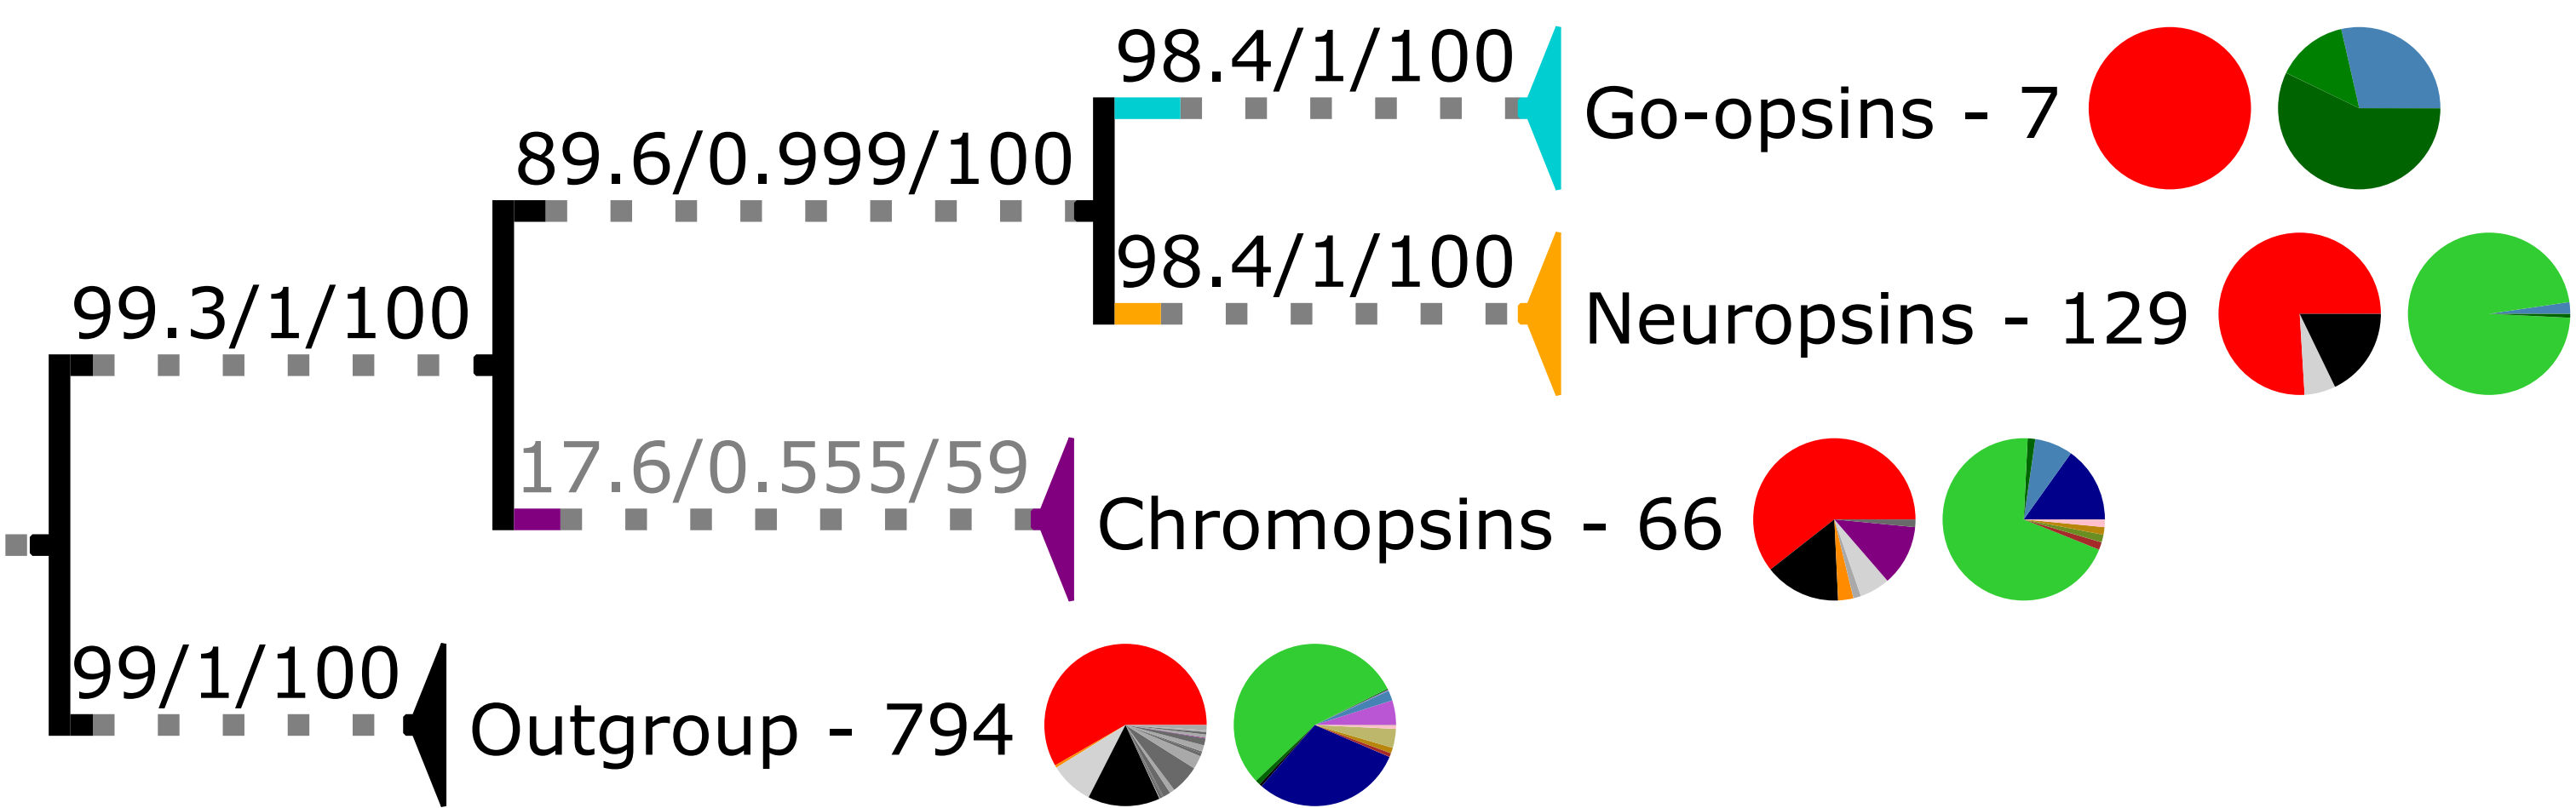 98.4/1/100
Go-opsins - 7
89.6/0.999/100
98.4/1/100
Neuropsins - 129
99.3/1/100
17.6/0.555/59
Chromopsins - 66
99/1/100
Outgroup - 794